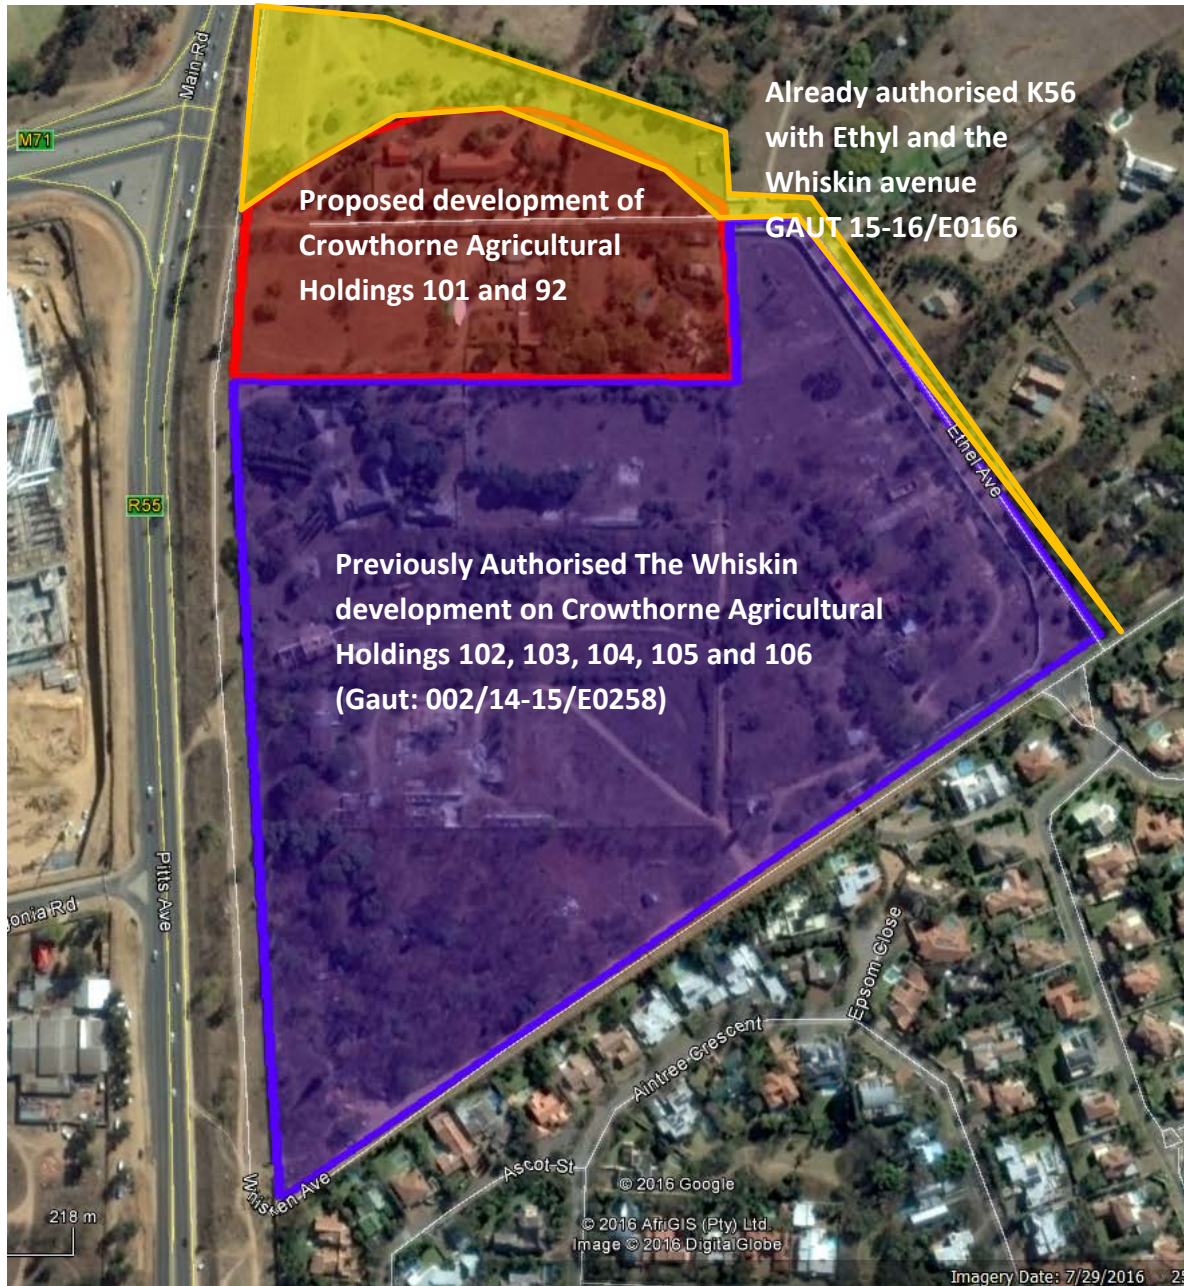 Main Rd
M71
Already authorised K56
with Ethyl and the
Whiskin avenue
GAUT 15-16/E0166
Proposed development of
Crowthorne Agricultural
Holdings 101 and 92
Ethel Ave
R55
Previously Authorised The Whiskin
development on Crowthorne Agricultural
Holdings 102, 103, 104, 105 and 106
(Gaut: 002/14-15/E0258)
Pitts Ave
gonia Rd
Epsom Close
Aintree Crescent
Ascot St
Whisken Ave
218 m
© 2016 Google
© 2016 AfriGIS (Pty) Ltd.
Image © 2016 DigitalGlobe
Imagery Date: 7/29/2016 25